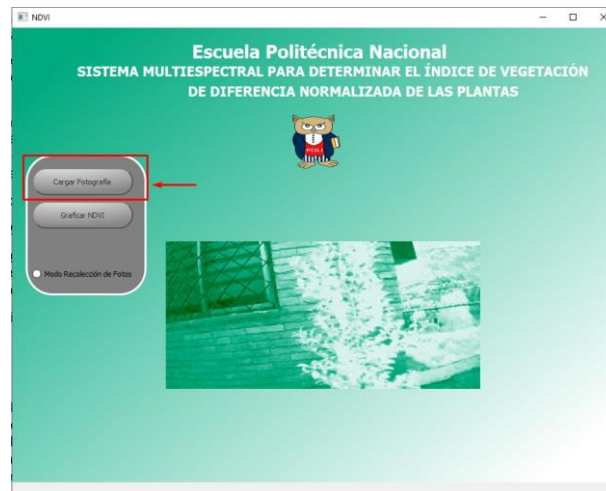 NDVI
Escuela Politécnica Nacional
SISTEMA MULTIESPECTRAL PARA DETERMINAR EL ÍNDICE DE VEGETACIÓN
DE DIFERENCIA NORMALIZADA DE LAS PLANTAS
POLI
Cargar Fotografía
Graficar NDVI
Modo Recolección de Fotos